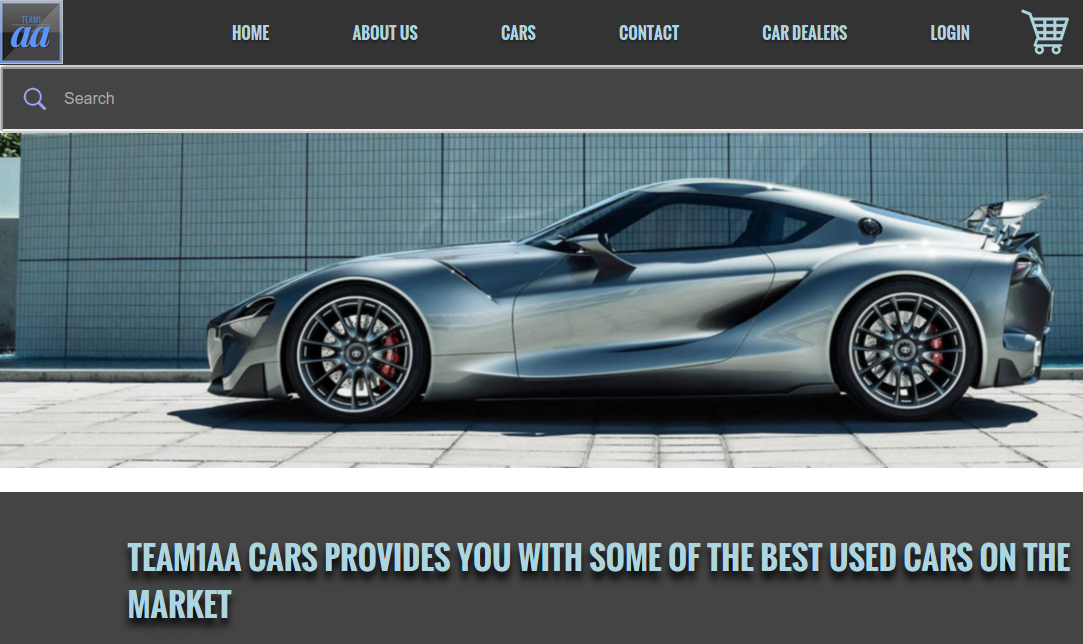 TEAM1
aa
HOME ABOUT US CARS CONTACT CAR DEALERS LOGIN
Search
TEAM1AA CARS PROVIDES YOU WITH SOME OF THE BEST USED CARS ON THE
MARKET